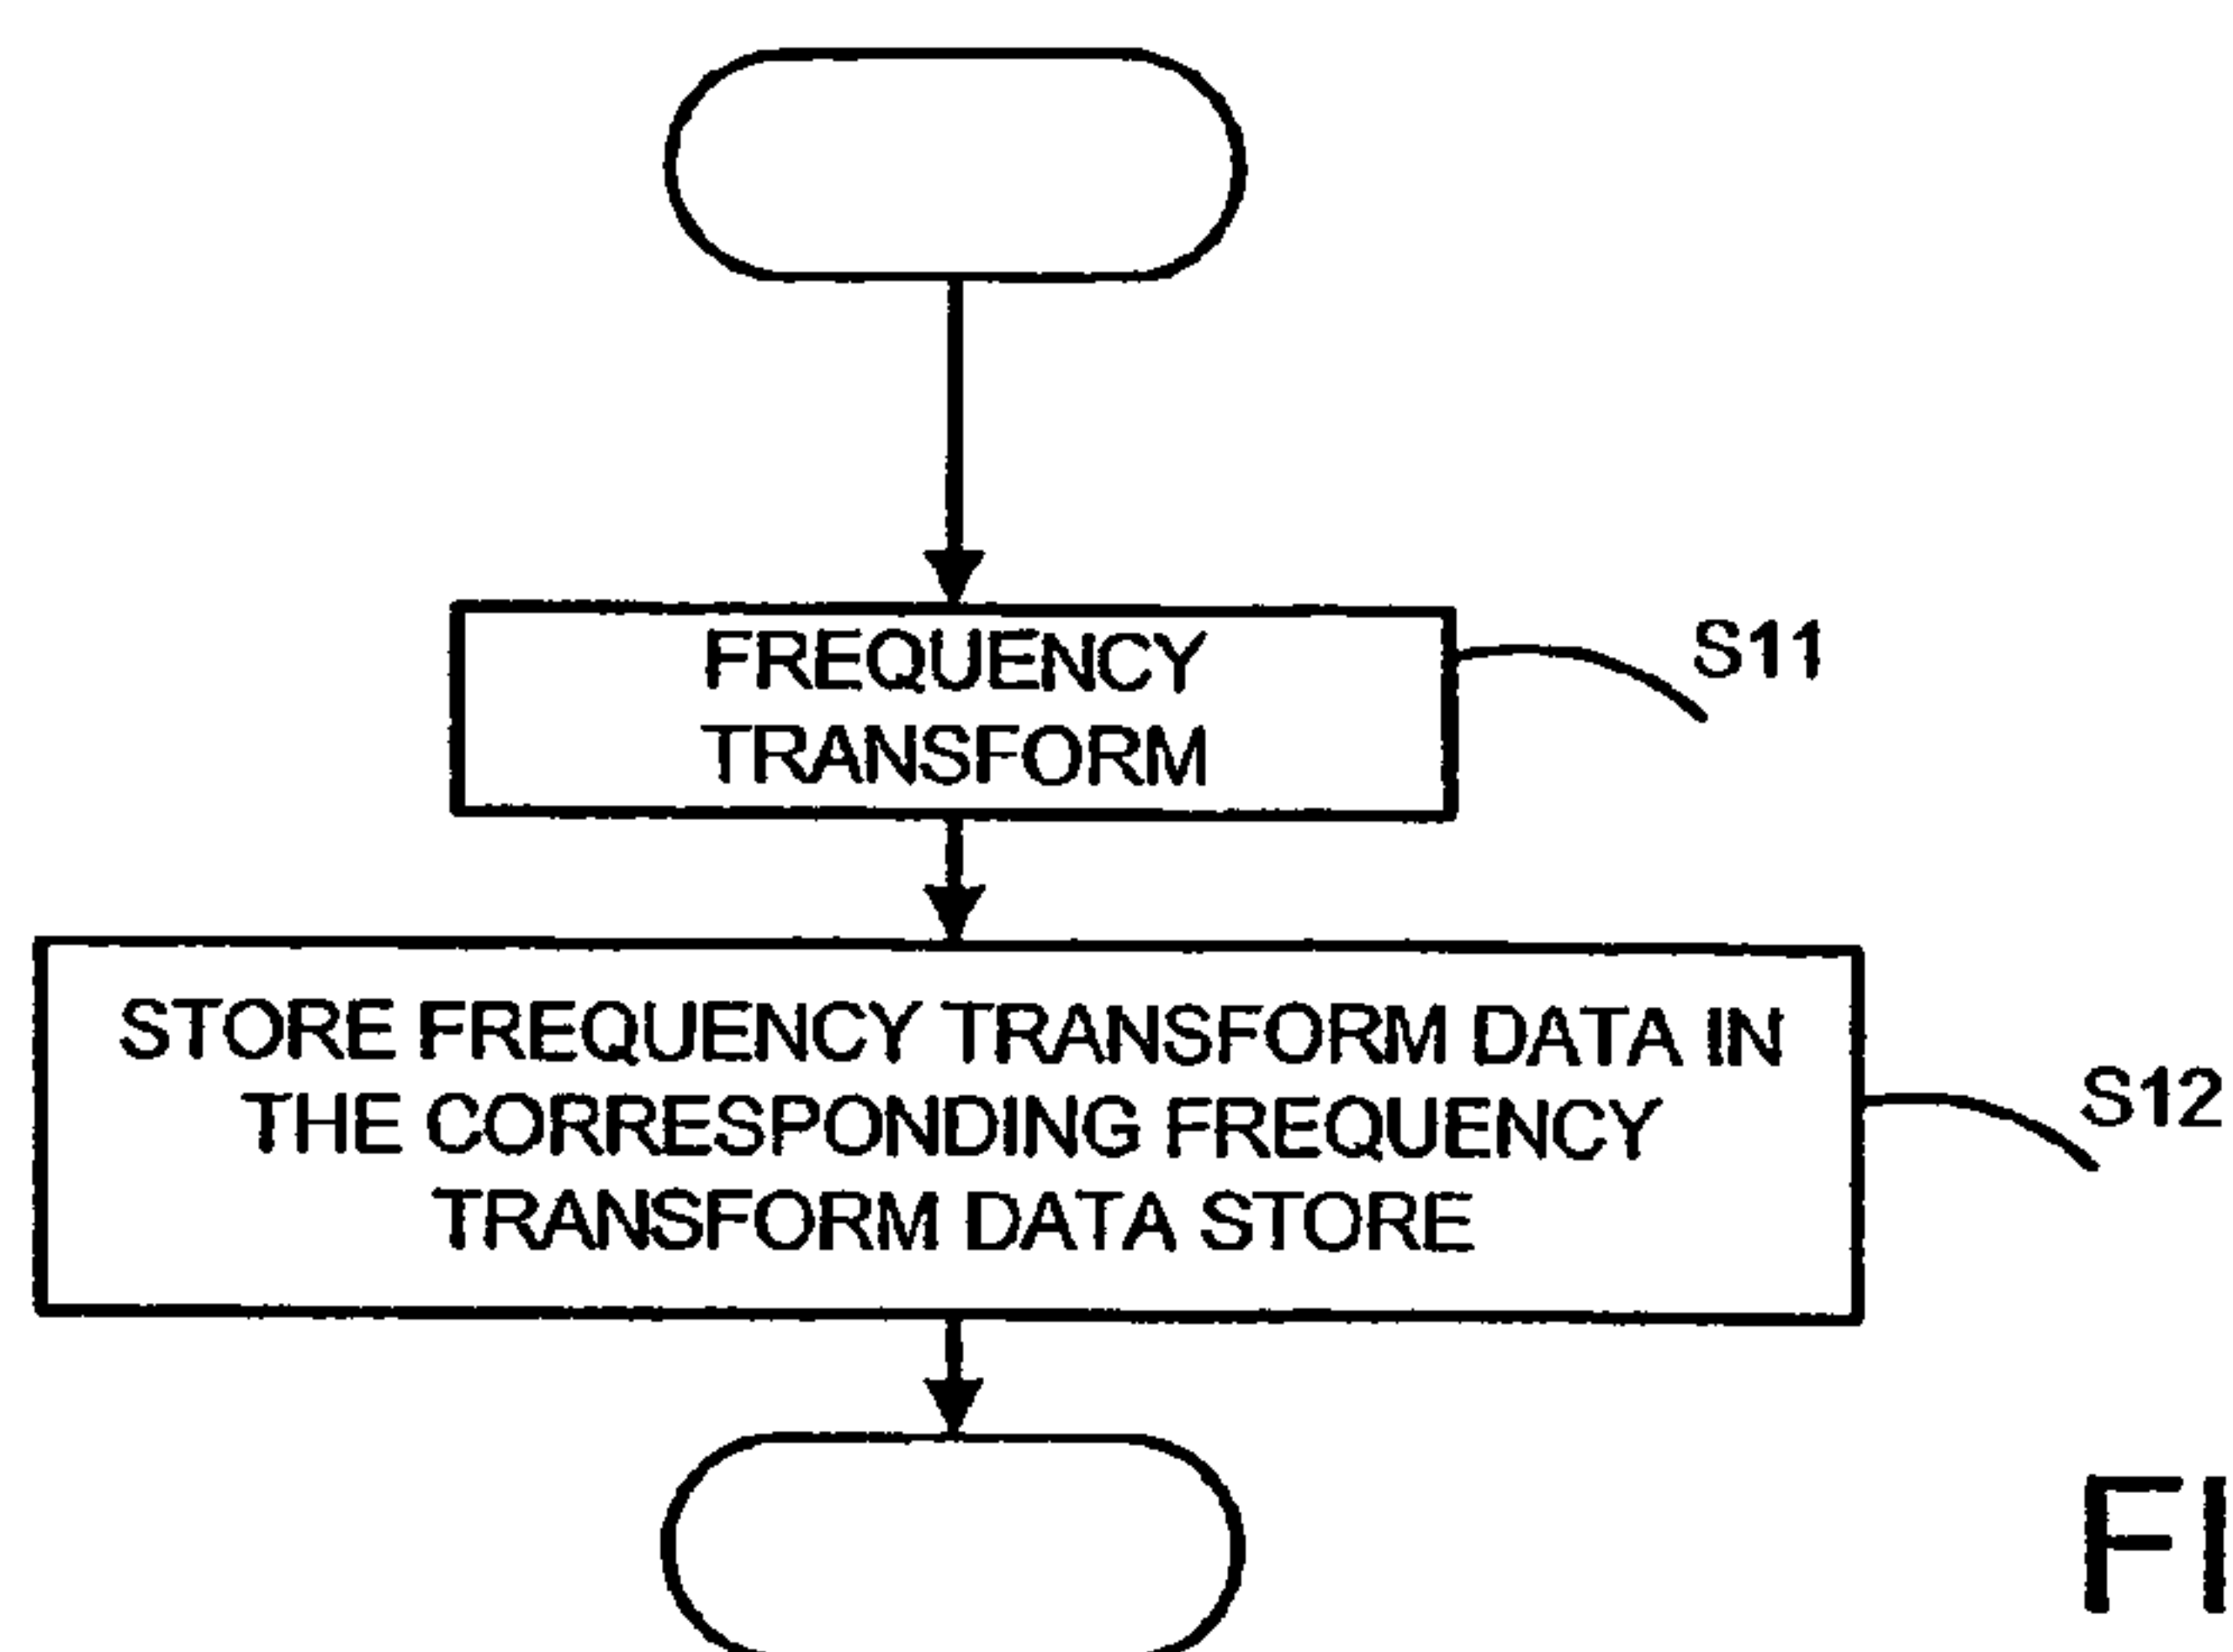 FREQUENCY
TRANSFORM
S11
STORE FREQUENCY TRANSFORM DATA IN
THE CORRESPONDING FREQUENCY
TRANSFORM DATA STORE
S12
FI